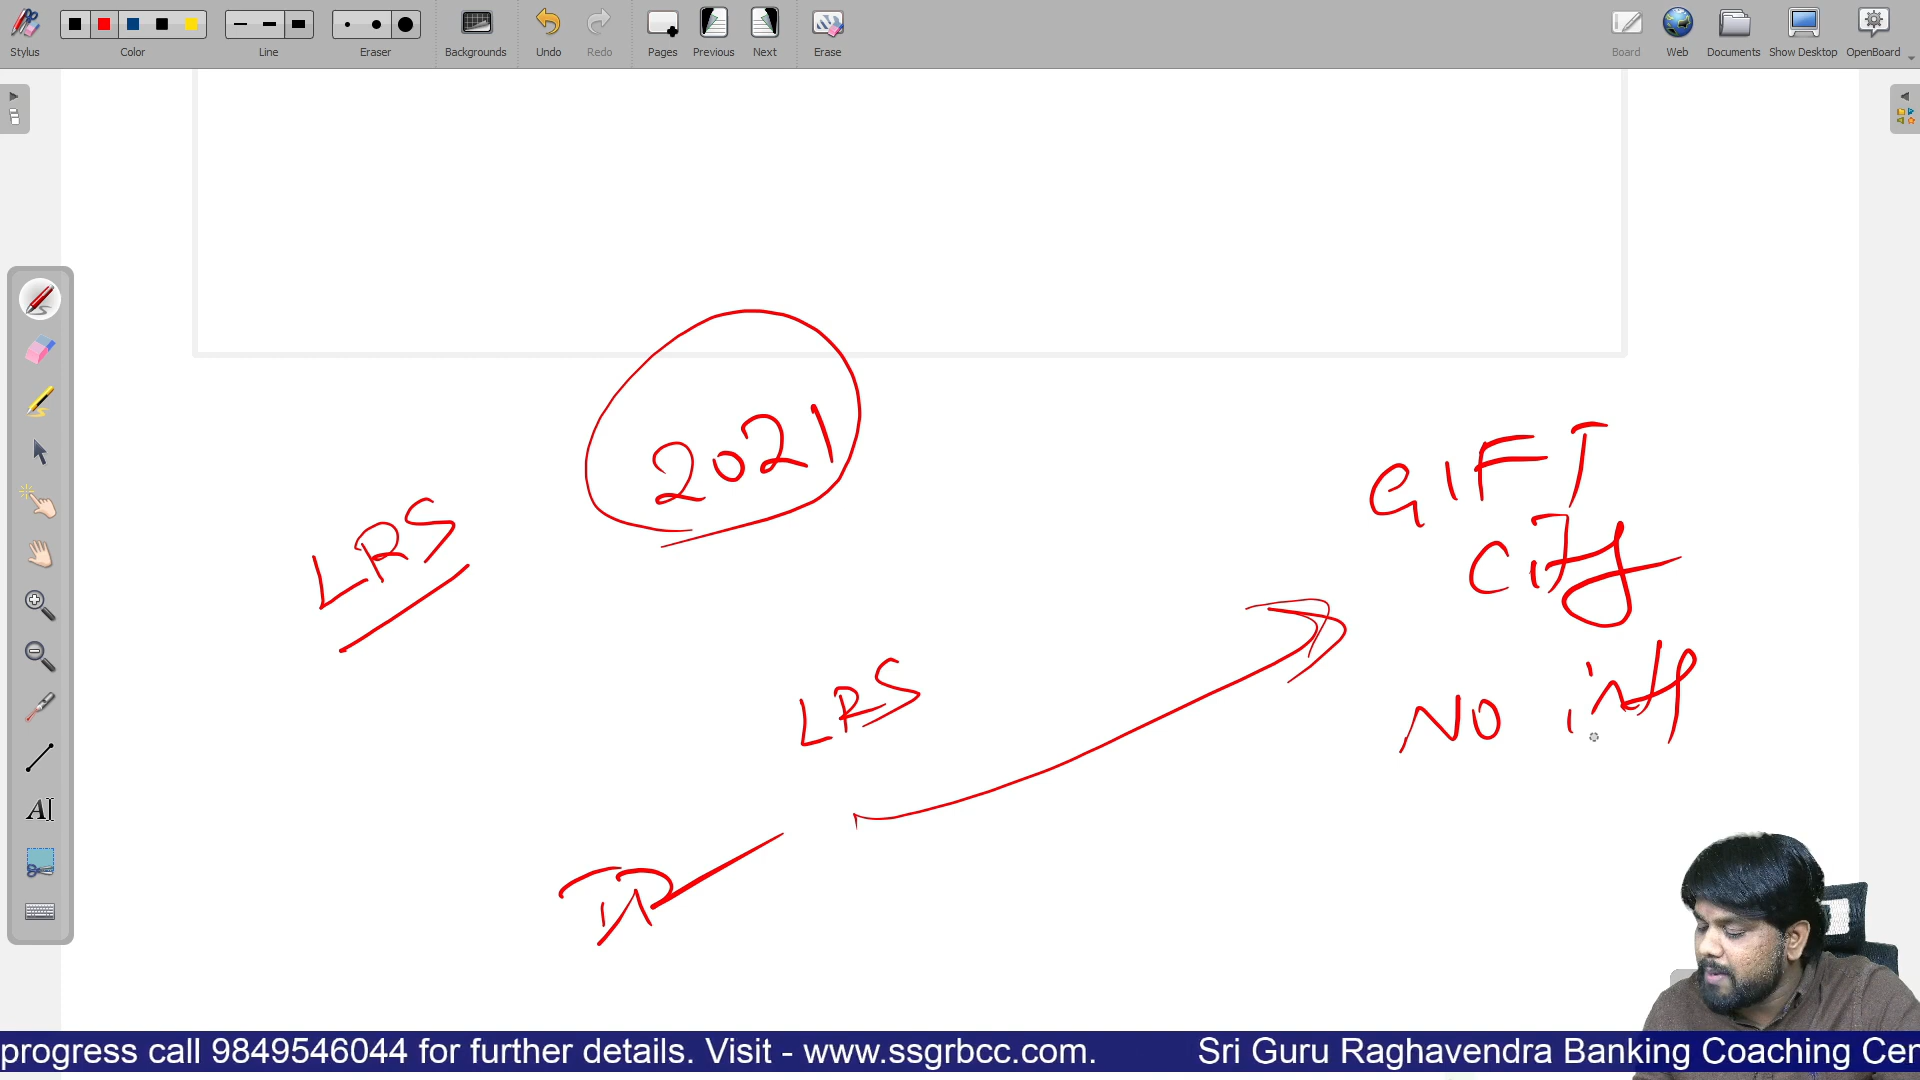 Stylus
Color
Line
Eraser
Backgrounds
Undo
Redo
Pages
Previous
Next
Erase
Board
Web
Documents
Show Desktop
OpenBoard
2021
LRS
GIFT
City
LRS
NO int
AI
progress call 9849546044 for further details. Visit - www.ssgrbcc.com. Sri Guru Raghavendra Banking Coaching Cen